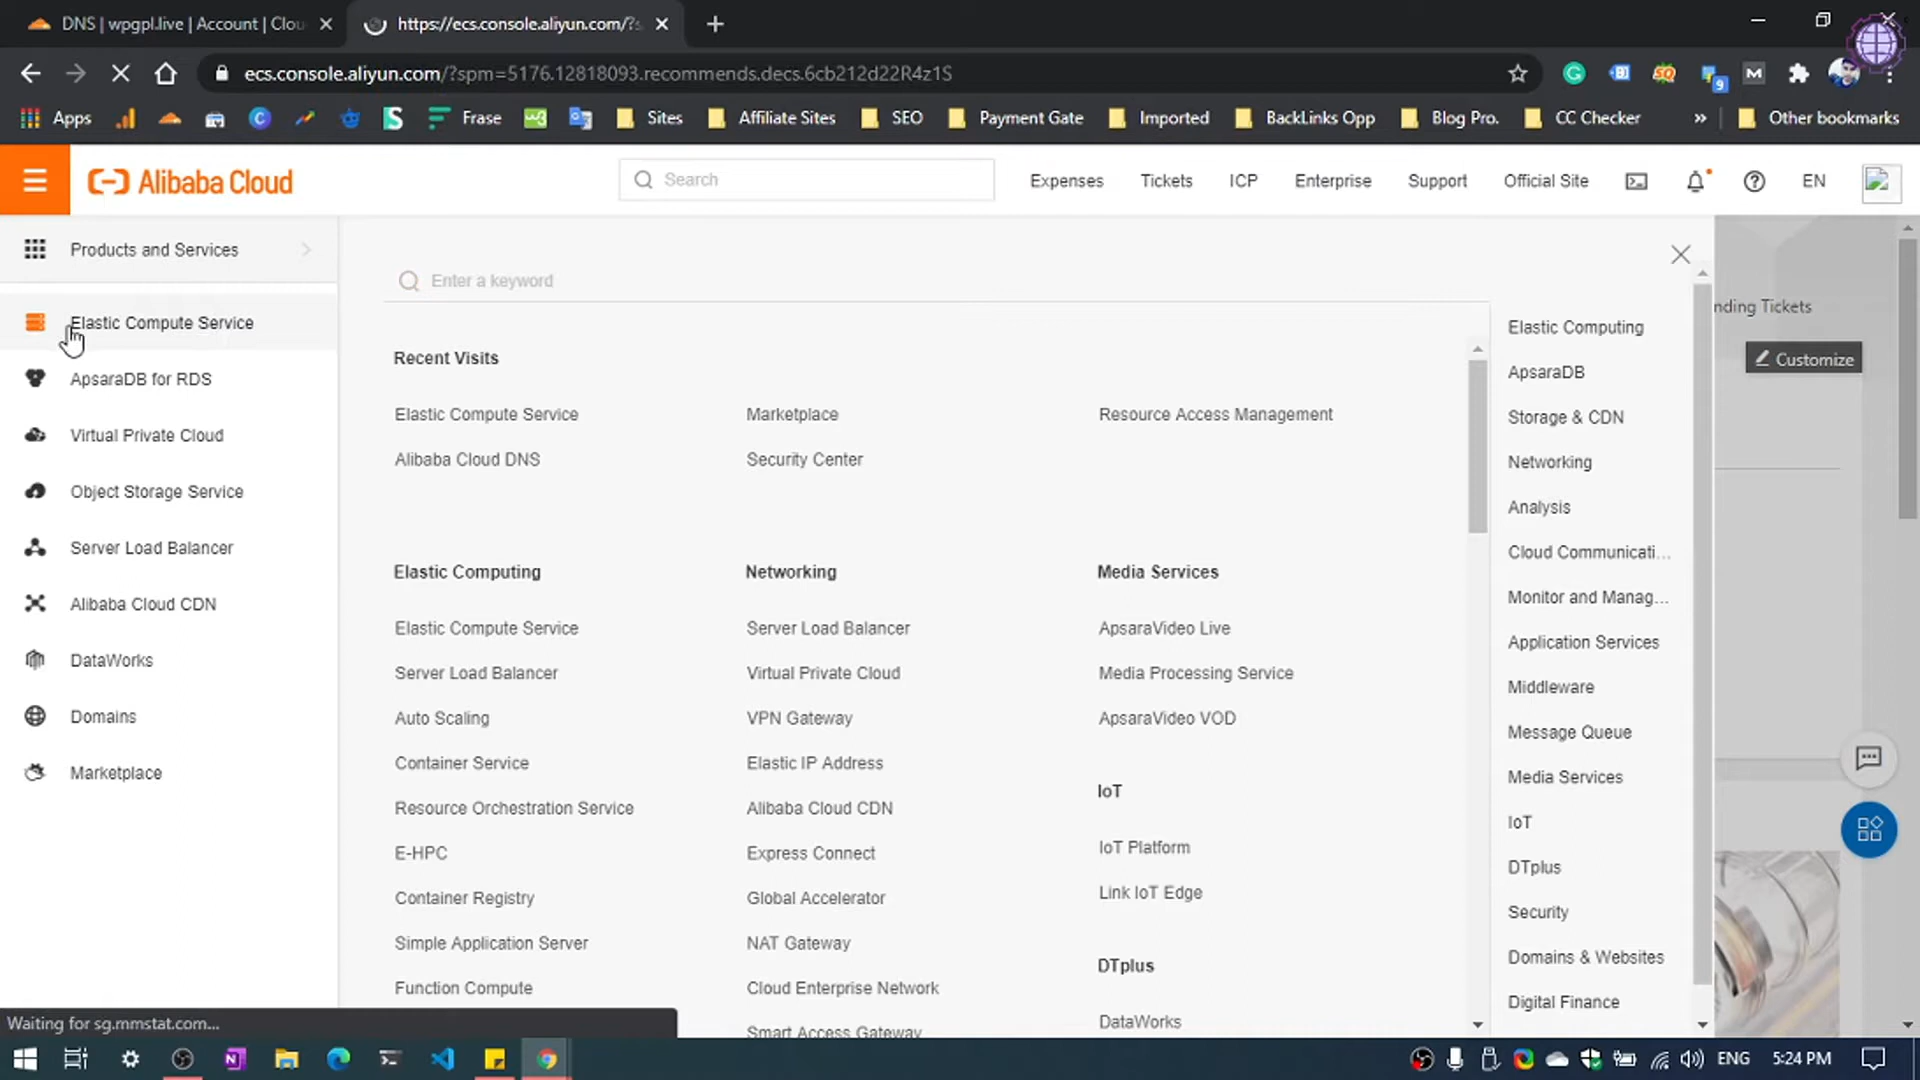 DNS | wpgpl.live | Account | Clou
https://ecs.console.aliyun.com/?s
ecs.console.aliyun.com/?spm=5176.12818093.recommends.decs.6cb212d22R4z1S
9
Apps
Frase
Sites
Affiliate Sites
SEO
Payment Gate
Imported
BackLinks Opp
Blog Pro.
CC Checker
»
Other bookmarks
Alibaba Cloud
Search
Expenses
Tickets
ICP
Enterprise
Support
Official Site
EN
Products and Services
Elastic Compute Service
ApsaraDB for RDS
Virtual Private Cloud
Object Storage Service
Server Load Balancer
Alibaba Cloud CDN
DataWorks
Domains
Marketplace
Enter a keyword
Recent Visits
Elastic Compute Service
Marketplace
Resource Access Management
Alibaba Cloud DNS
Security Center
Elastic Computing
Elastic Compute Service
Server Load Balancer
Auto Scaling
Container Service
Resource Orchestration Service
E-HPC
Container Registry
Simple Application Server
Function Compute
Networking
Server Load Balancer
Virtual Private Cloud
VPN Gateway
Elastic IP Address
Alibaba Cloud CDN
Express Connect
Global Accelerator
NAT Gateway
Cloud Enterprise Network
Smart Access Gateway
Media Services
ApsaraVideo Live
Media Processing Service
ApsaraVideo VOD
IoT
IoT Platform
Link IoT Edge
DTplus
DataWorks
Elastic Computing
ApsaraDB
Storage & CDN
Networking
Analysis
Cloud Communicati...
Monitor and Manag...
Application Services
Middleware
Message Queue
Media Services
IoT
DTplus
Security
Domains & Websites
Digital Finance
nding Tickets
Customize
Waiting for sg.mmstat.com...
ENG
5:24 PM